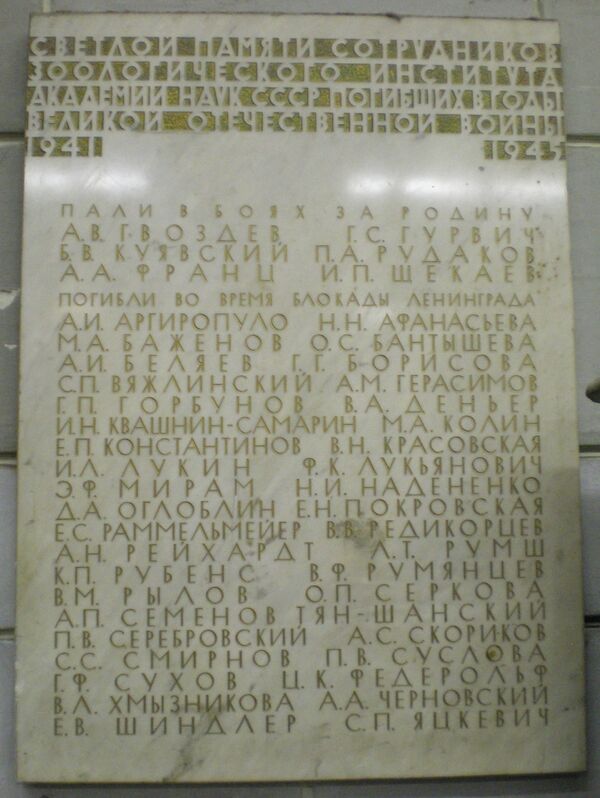 СВЕТЛОЙ ПАМЯТИ СОТРУДНИКОВ
ЗООЛОГИЧЕСКОГО ИНСТИТУТА
АКАДЕМИИ НАУК СССР ПОГИБШИХ В ГОДЫ
ВЕЛИКОЙ ОТЕЧЕСТВЕННОЙ ВОЙНЫ
1941 1945
ПАЛИ В БОЯХ ЗА РОДИНУ
А.В. ГВОЗДЕВ Г.С. ГУРВИЧ
Б.В. КУЯВСКИЙ П.А. РУДАКОВ
А.А. ФРАНЦ И.П. ЩЕКАЕВ
ПОГИБЛИ ВО ВРЕМЯ БЛОКАДЫ ЛЕНИНГРАДА
А.И. АРГИРОПУЛО Н.Н. АФАНАСЬЕВА
М.А. БАЖЕНОВ О.С. БАНТЫШЕВА
А.И. БЕЛЯЕВ Г.Г. БОРИСОВА
С.П. ВЯЖЛИНСКИЙ А.М. ГЕРАСИМОВ
Г.П. ГОРБУНОВ В.А. ДЕНЬЕР
И.Н. КВАШНИН-САМАРИН М.А. КОЛИН
Е.П. КОНСТАНТИНОВ В.Н. КРАСОВСКАЯ
И.Л. ЛУКИН Ф.К. ЛУКЬЯНОВИЧ
Э.Ф. МИРАМ Н.И. НАДЕНЕНКО
Д.А. ОГЛОБЛИН Е.Н. ПОКРОВСКАЯ
Е.С. РАММЕЛЬМЕЙЕР В.В. РЕДИКОРЦЕВ
А.Н. РЕЙХАРДТ Л.Т. РУМШ
К.П. РУБЕНС В.Ф. РУМЯНЦЕВ
В.М. РЫЛОВ О.П. СЕРКОВА
А.П. СЕМЕНОВ ТЯН-ШАНСКИЙ
П.В. СЕРЕБРОВСКИЙ А.С. СКОРИКОВ
С.С. СМИРНОВ П.В. СУСЛОВА
Г.Ф. СУХОВ Ц.К. ФЕДЕРОЛЬФ
В.Л. ХМЫЗНИКОВА А.А. ЧЕРНОВСКИЙ
Е.В. ШИНДЛЕР С.П. ЯЦКЕВИЧ